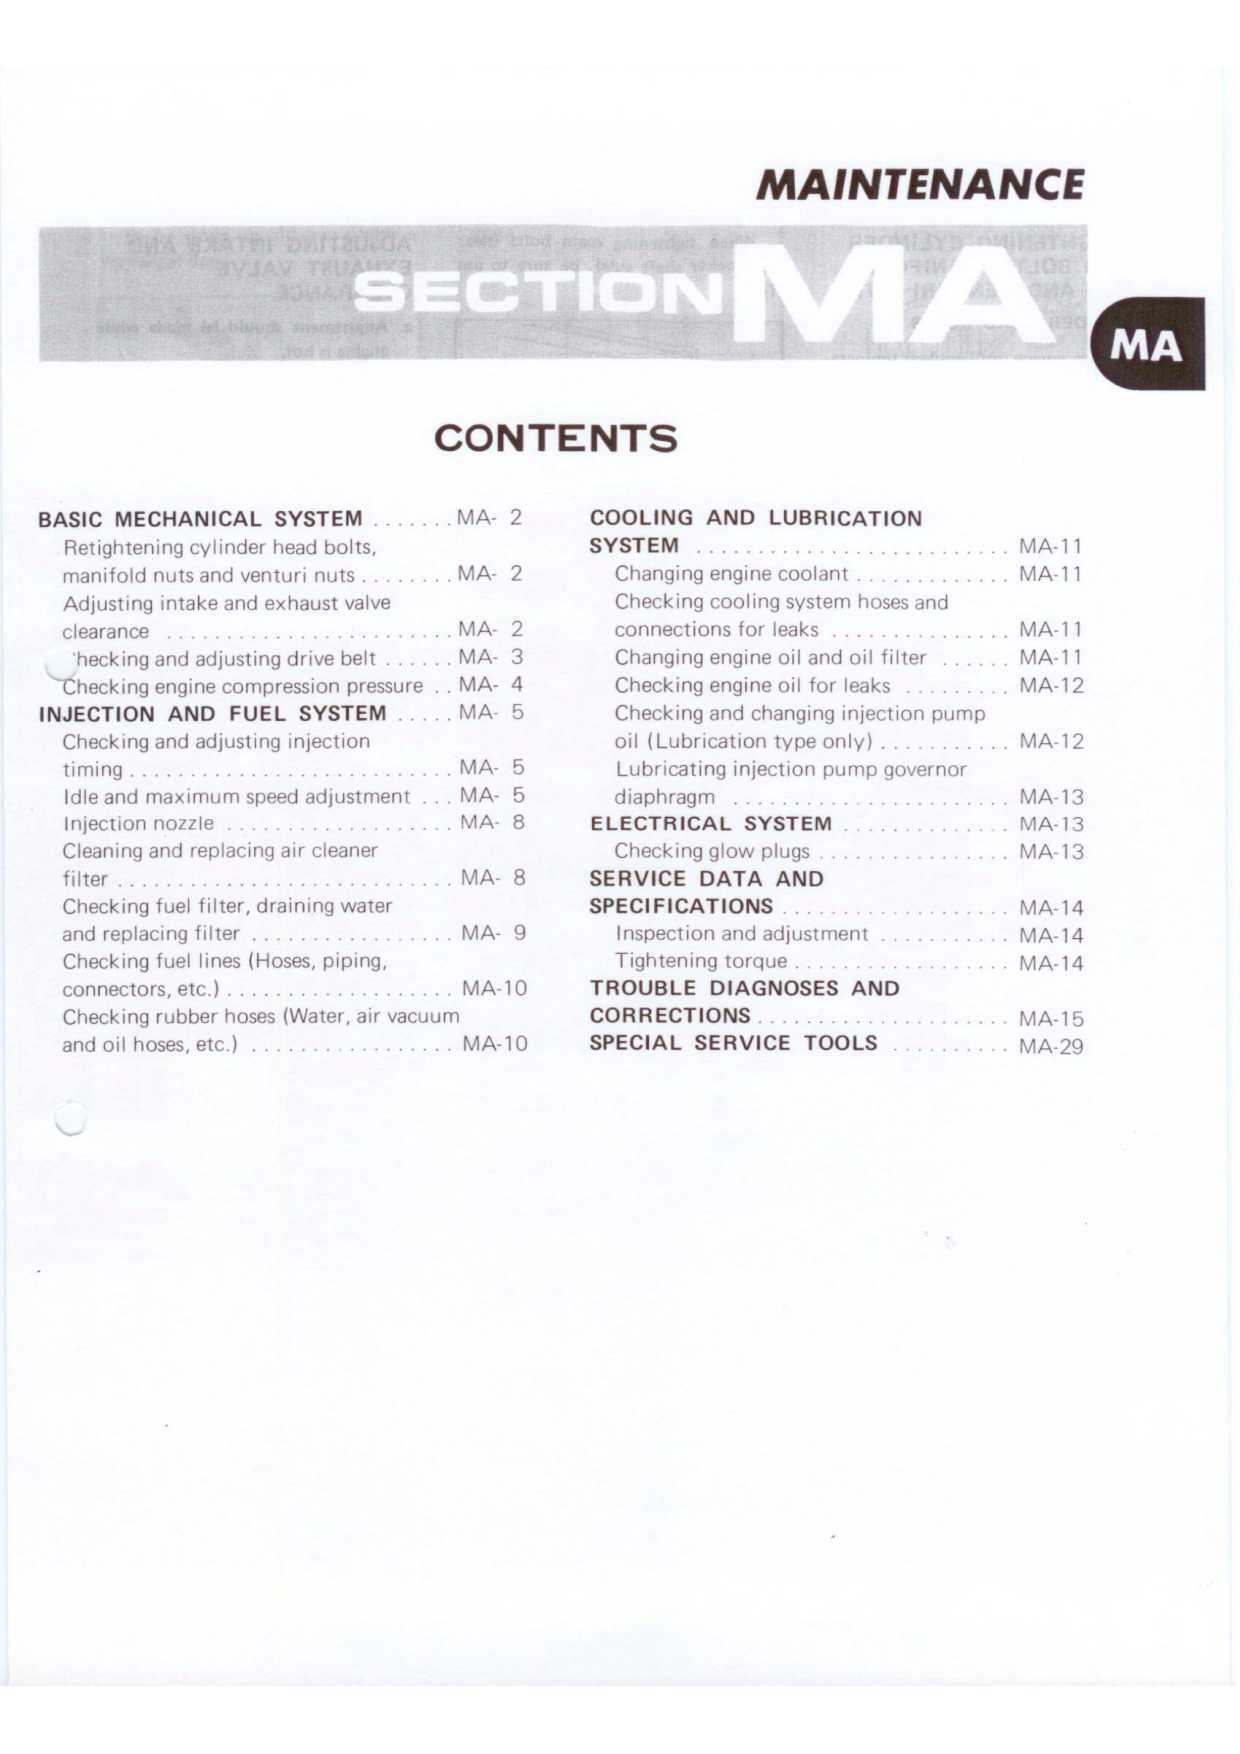 MAINTENANCE
SECTION MA
MA
CONTENTS
BASIC MECHANICAL SYSTEM ....... MA- 2
Retightening cylinder head bolts,
manifold nuts and venturi nuts ........ MA- 2
Adjusting intake and exhaust valve
clearance ........................ MA- 2
hecking and adjusting drive belt ...... MA- 3
Checking engine compression pressure .. MA- 4
INJECTION AND FUEL SYSTEM ..... MA- 5
Checking and adjusting injection
timing ........................... MA- 5
Idle and maximum speed adjustment ... MA- 5
Injection nozzle ................... MA- 8
Cleaning and replacing air cleaner
filter ............................ MA- 8
Checking fuel filter, draining water
and replacing filter ................. MA- 9
Checking fuel lines (Hoses, piping,
connectors, etc.) ................... MA-10
Checking rubber hoses (Water, air vacuum
and oil hoses, etc.) ................. MA-10
COOLING AND LUBRICATION
SYSTEM .......................... MA-11
Changing engine coolant ............. MA-11
Checking cooling system hoses and
connections for leaks ............... MA-11
Changing engine oil and oil filter ...... MA-11
Checking engine oil for leaks ......... MA-12
Checking and changing injection pump
oil (Lubrication type only) ........... MA-12
Lubricating injection pump governor
diaphragm ....................... MA-13
ELECTRICAL SYSTEM .............. MA-13
Checking glow plugs ................ MA-13
SERVICE DATA AND
SPECIFICATIONS ................... MA-14
Inspection and adjustment ........... MA-14
Tightening torque .................. MA-14
TROUBLE DIAGNOSES AND
CORRECTIONS ..................... MA-15
SPECIAL SERVICE TOOLS .......... MA-29